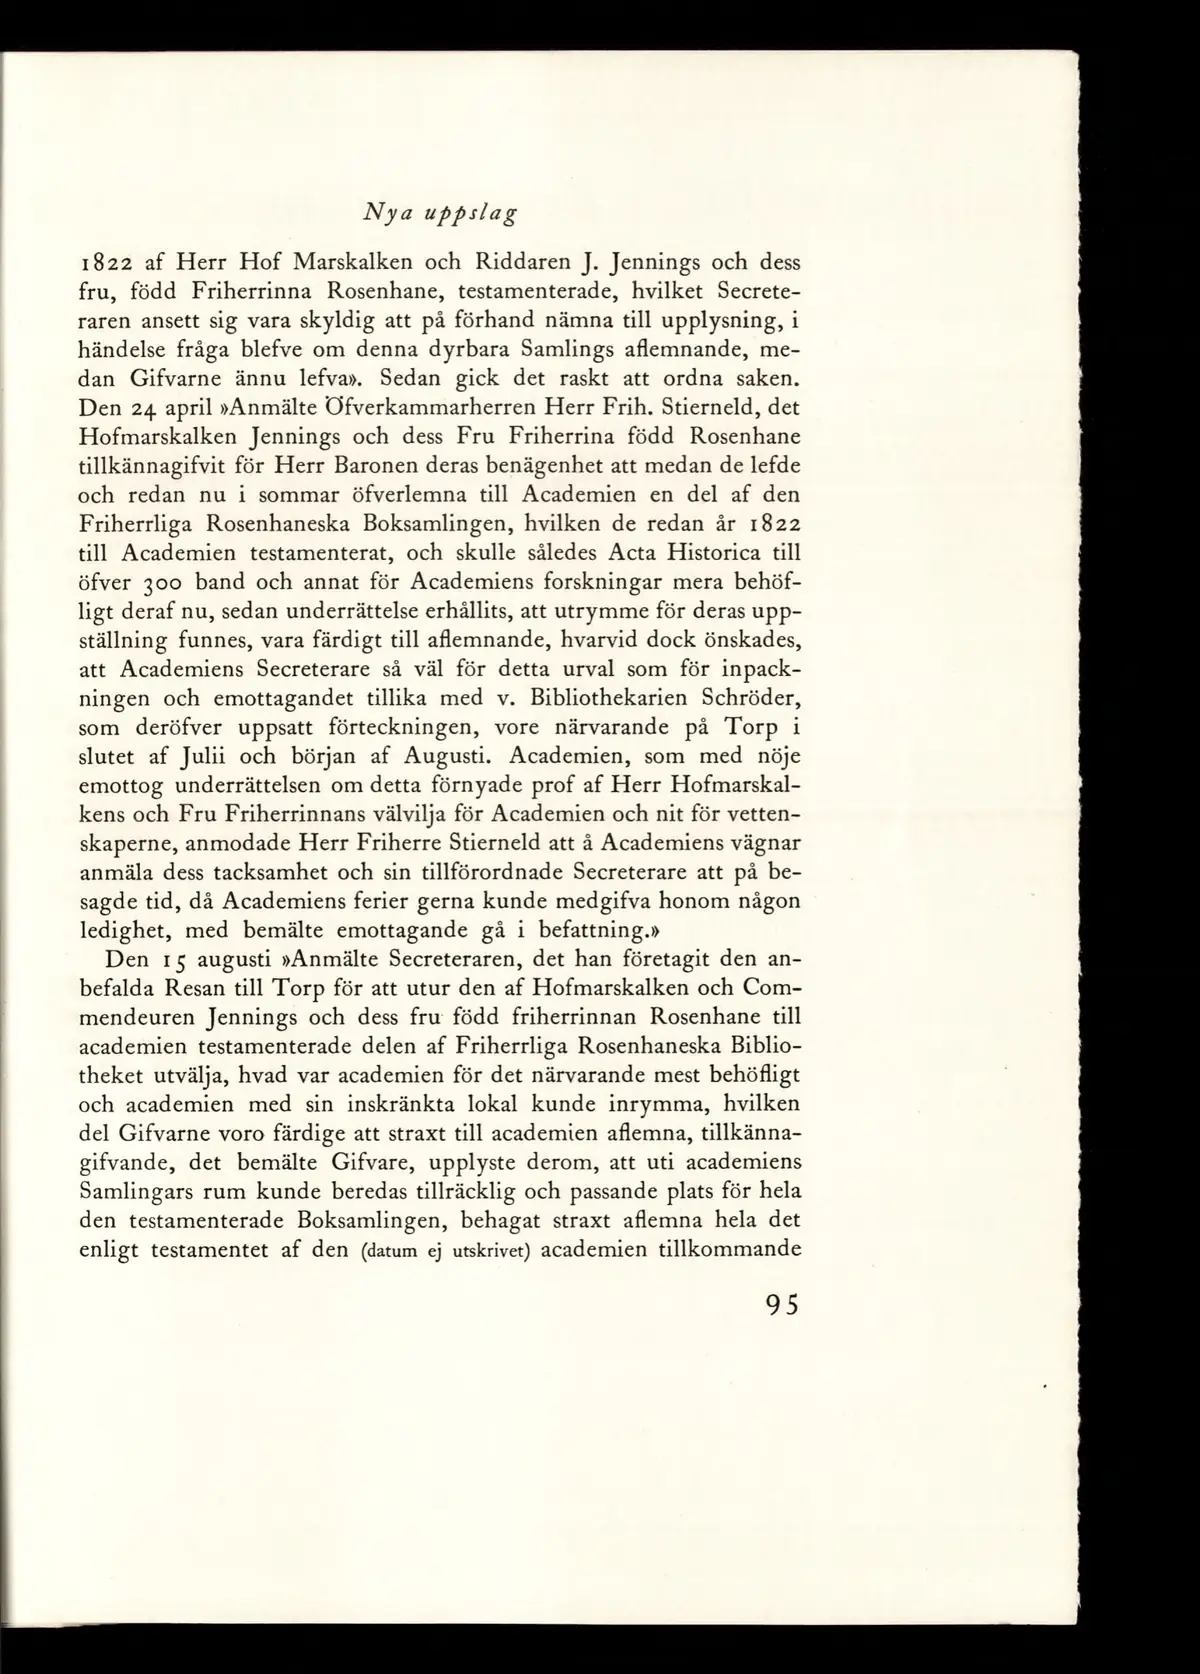 Nya uppslag
1822 af Herr Hof Marskalken och Riddaren J. Jennings och dess
fru, född Friherrinna Rosenhane, testamenterade, hvilket Secrete-
raren ansett sig vara skyldig att på förhand nämna till upplysning, i
händelse fråga blefve om denna dyrbara Samlings aflemnande, me-
dan Gifvarne ännu lefva». Sedan gick det raskt att ordna saken.
Den 24 april »Anmälte Öfverkammarherren Herr Frih. Stierneld, det
Hofmarskalken Jennings och dess Fru Friherrina född Rosenhane
tillkännagifvit för Herr Baronen deras benägenhet att medan de lefde
och redan nu i sommar öfverlemna till Academien en del af den
Friherrliga Rosenhaneska Boksamlingen, hvilken de redan år 1822
till Academien testamenterat, och skulle således Acta Historica till
öfver 300 band och annat för Academiens forskningar mera behöf-
ligt deraf nu, sedan underrättelse erhållits, att utrymme för deras upp-
ställning funnes, vara färdigt till aflemnande, hvarvid dock önskades,
att Academiens Secreterare så väl för detta urval som för inpack-
ningen och emottagandet tillika med v. Bibliothekarien Schröder,
som deröfver uppsatt förteckningen, vore närvarande på Torp i
slutet af Julii och början af Augusti. Academien, som med nöje
emottog underrättelsen om detta förnyade prof af Herr Hofmarskal-
kens och Fru Friherrinnans välvilja för Academien och nit för vetten-
skaperne, anmodade Herr Friherre Stierneld att å Academiens vägnar
anmäla dess tacksamhet och sin tillförordnade Secreterare att på be-
sagde tid, då Academiens ferier gerna kunde medgifva honom någon
ledighet, med bemälte emottagande gå i befattning.»
Den 15 augusti »Anmälte Secreteraren, det han företagit den an-
befalda Resan till Torp för att utur den af Hofmarskalken och Com-
mendeuren Jennings och dess fru född friherrinnan Rosenhane till
academien testamenterade delen af Friherrliga Rosenhaneska Biblio-
theket utvälja, hvad var academien för det närvarande mest behöfligt
och academien med sin inskränkta lokal kunde inrymma, hvilken
del Gifvarne voro färdige att straxt till academien aflemna, tillkänna-
gifvande, det bemälte Gifvare, upplyste derom, att uti academiens
Samlingars rum kunde beredas tillräcklig och passande plats för hela
den testamenterade Boksamlingen, behagat straxt aflemna hela det
enligt testamentet af den (datum ej utskrivet) academien tillkommande
95